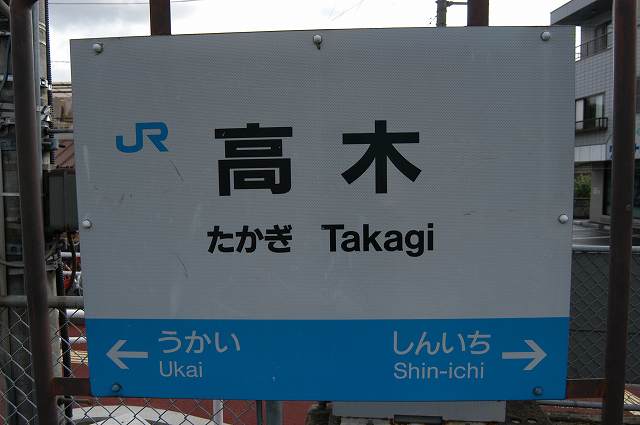 JR
高木
たかぎ Takagi
← うかい しんいち →
Ukai Shin-ichi